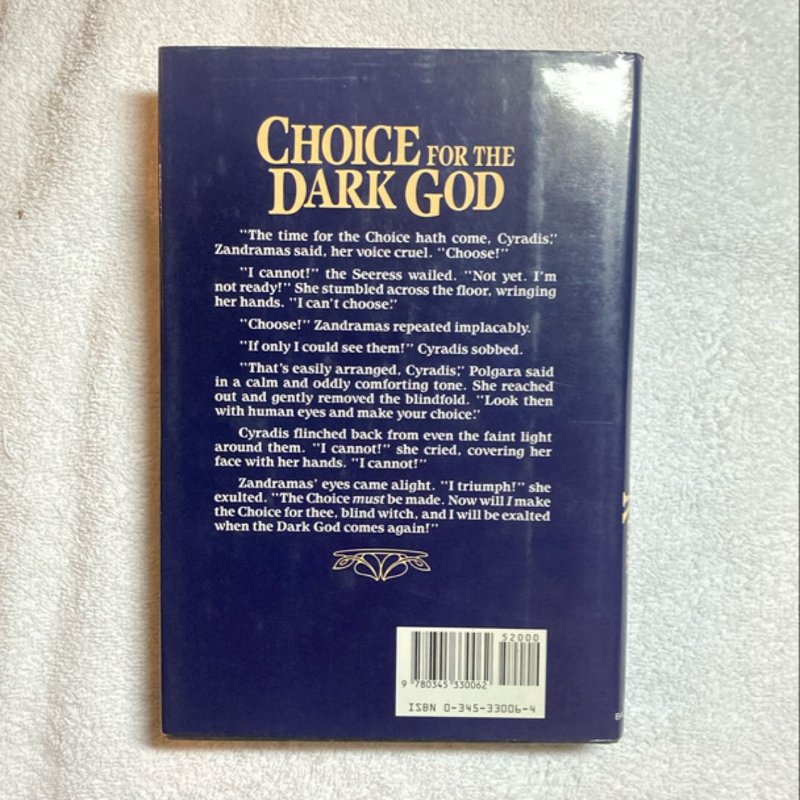 CHOICE FOR THE
DARK GOD
"The time for the Choice hath come, Cyradis,"
Zandramas said, her voice cruel. "Choose!"
"I cannot!" the Seeress wailed. "Not yet. I'm
not ready!" She stumbled across the floor, wringing
her hands. "I can't choose."
"Choose!" Zandramas repeated implacably.
"If only I could see them!" Cyradis sobbed.
"That's easily arranged, Cyradis," Polgara said
in a calm and oddly comforting tone. She reached
out and gently removed the blindfold. "Look then
with human eyes and make your choice."
Cyradis flinched back from even the faint light
around them. "I cannot!" she cried, covering her
face with her hands. "I cannot!"
Zandramas' eyes came alight. "I triumph!" she
exulted. "The Choice must be made. Now will I make
the Choice for thee, blind witch, and I will be exalted
when the Dark God comes again!"
52000
9 780345 330062
ISBN 0-345-33006-4